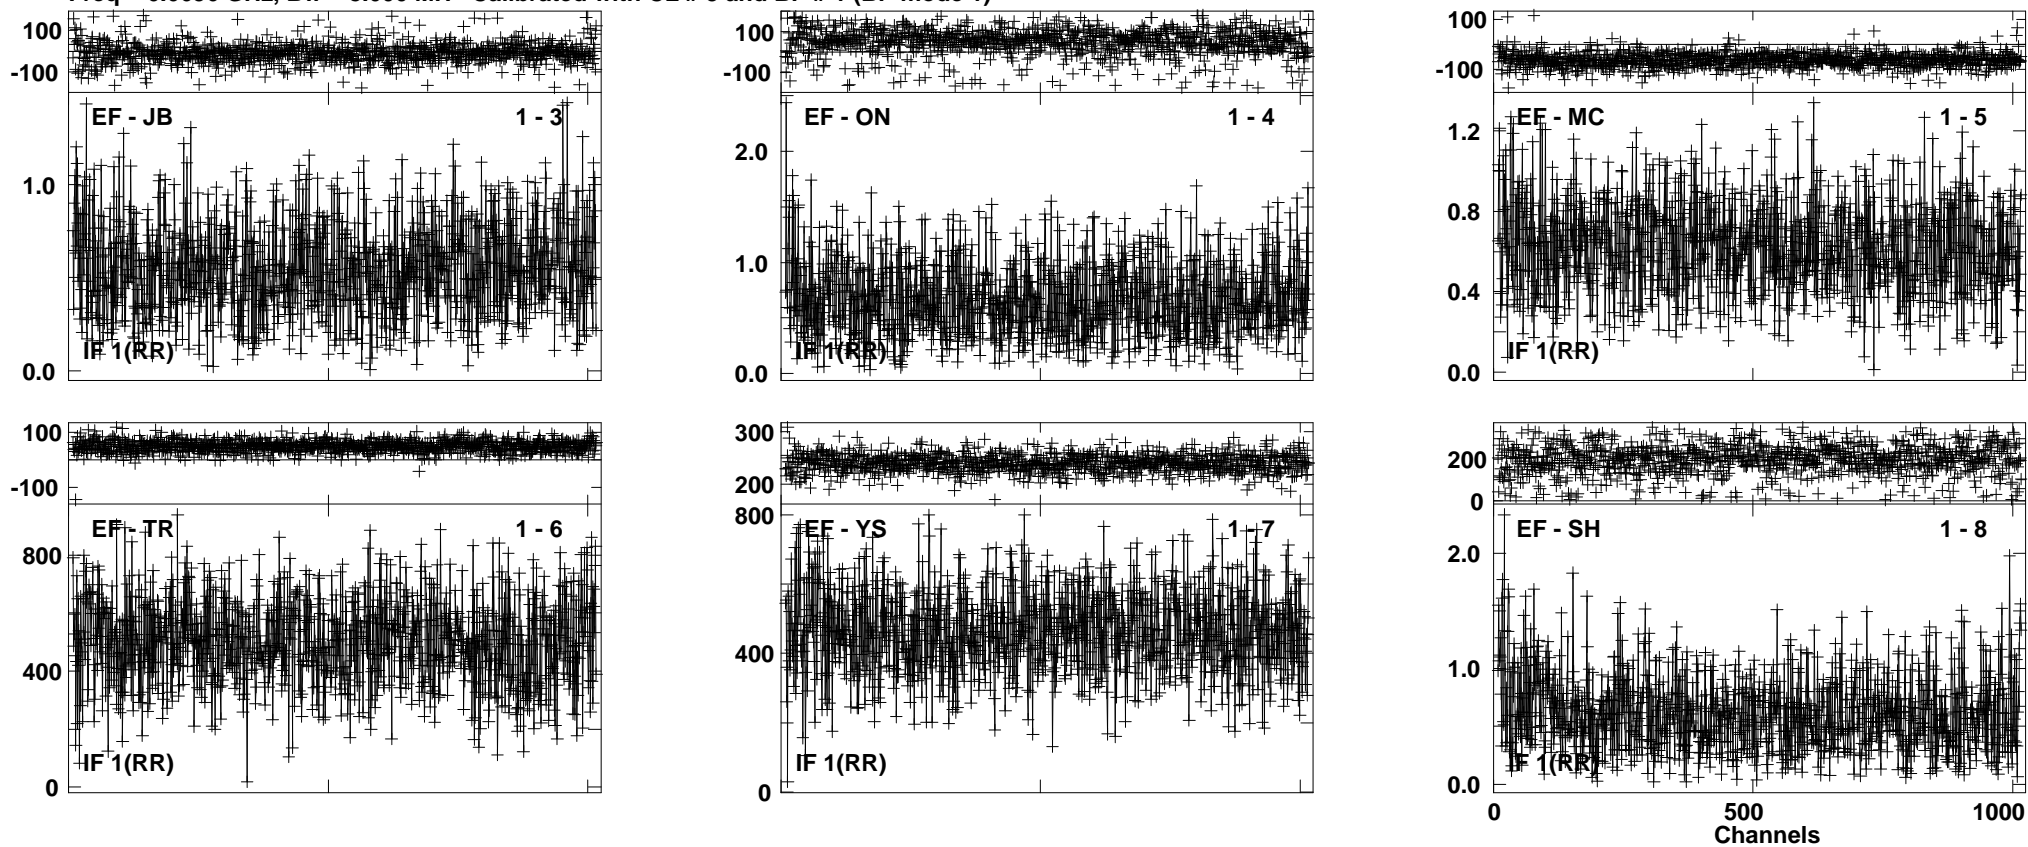 100
-100
EF - JB 1 - 3
1.0
0.0
IF 1(RR)
100
-100
EF - ON 1 - 4
2.0
1.0
0.0
IF 1(RR)
100
-100
EF - MC 1 - 5
1.2
0.8
0.4
0.0
IF 1(RR)
100
-100
EF - TR 1 - 6
800
400
0
IF 1(RR)
300
200
EF - YS 1 - 7
800
400
0
IF 1(RR)
200
0
EF - SH 1 - 8
2.0
1.0
0.0
IF 1(RR)
0 500 1000
Channels